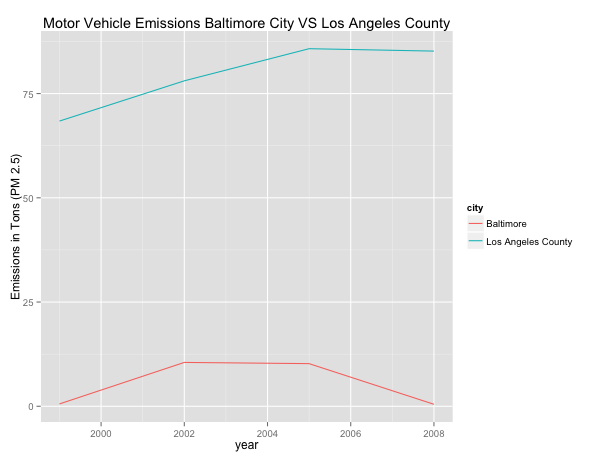 Motor Vehicle Emissions Baltimore City VS Los Angeles County
Emissions in Tons (PM 2.5)
75
50
25
0
2000 2002 2004 2006 2008
year
city
Baltimore
Los Angeles County